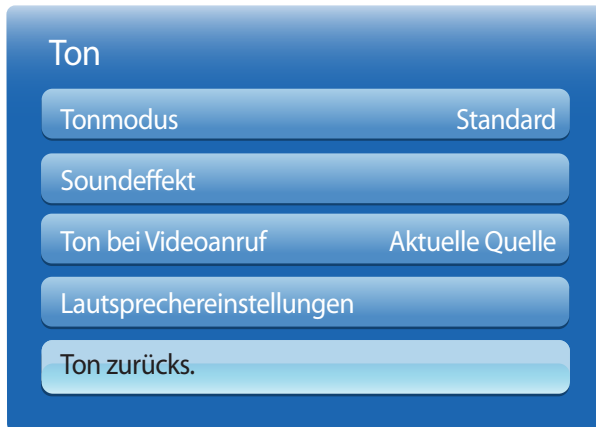 Ton
Tonmodus Standard
Soundeffekt
Ton bei Videoanruf Aktuelle Quelle
Lautsprechereinstellungen
Ton zurücks.